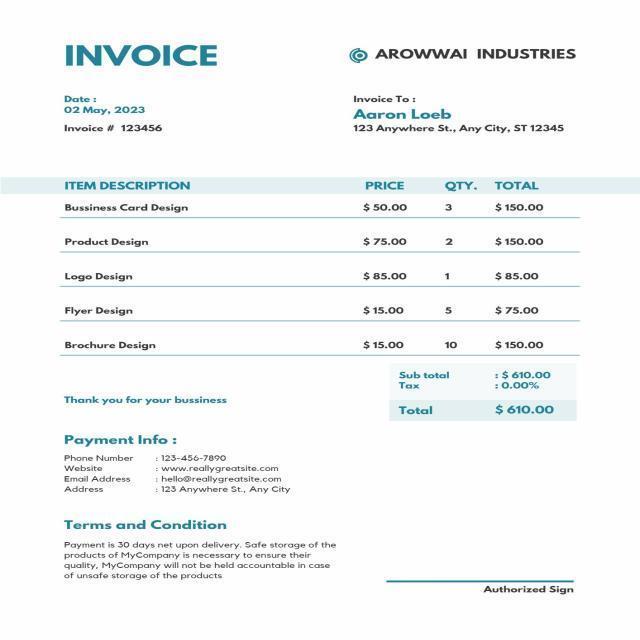 INVOICE
AROWWAI INDUSTRIES
Date :
02 May, 2023
Invoice # 123456
Invoice To :
Aaron Loeb
123 Anywhere St., Any City, ST 12345
ITEM DESCRIPTION PRICE QTY. TOTAL
Bussiness Card Design $ 50.00 3 $ 150.00
Product Design $ 75.00 2 $ 150.00
Logo Design $ 85.00 1 $ 85.00
Flyer Design $ 15.00 5 $ 75.00
Brochure Design $ 15.00 10 $ 150.00
Sub total : $ 610.00
Tax : 0.00%
Total $ 610.00
Thank you for your bussiness
Payment Info :
Phone Number : 123-456-7890
Website : www.reallygreatsite.com
Email Address : hello@reallygreatsite.com
Address : 123 Anywhere St., Any City
Terms and Condition
Payment is 30 days net upon delivery. Safe storage of the
products of MyCompany is necessary to ensure their
quality, MyCompany will not be held accountable in case
of unsafe storage of the products
Authorized Sign